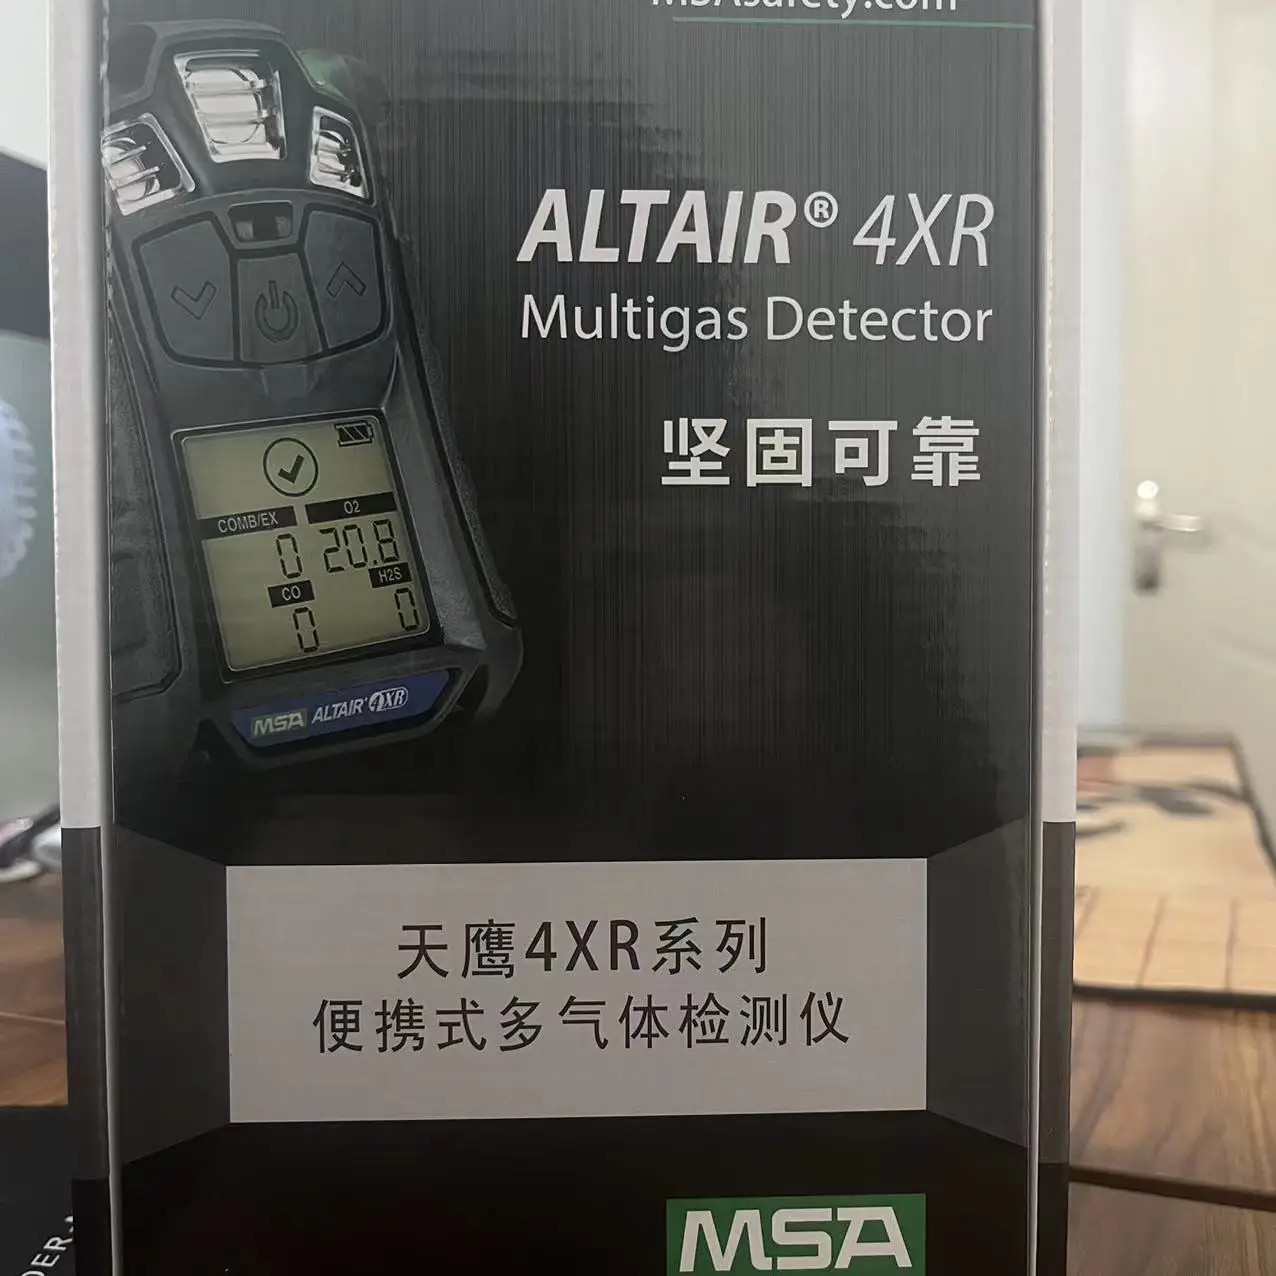 MSAsafety.com
ALTAIR® 4XR
Multigas Detector
坚固可靠
COMB/EX O2
0 20.8
CO H2S
0 0
MSA ALTAIR® 4XR
天鹰4XR系列
便携式多气体检测仪
MSA